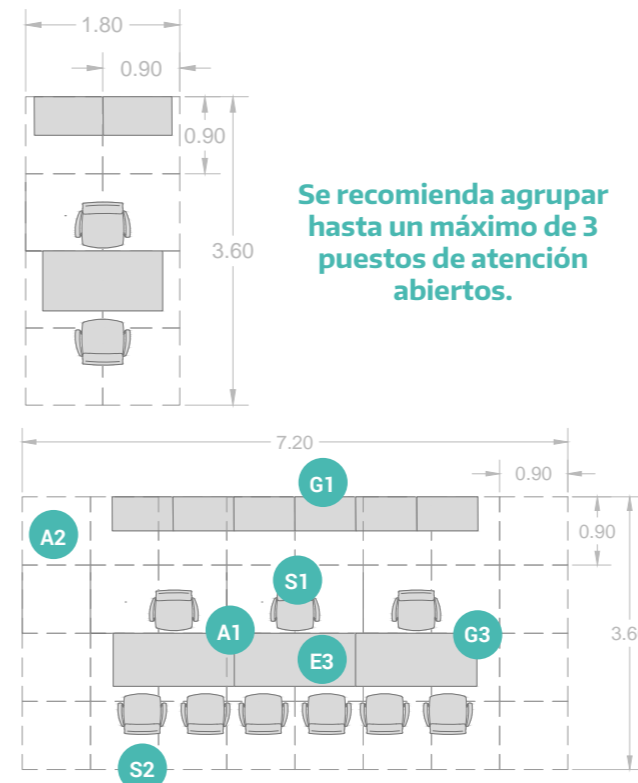 1.80
0.90
0.90
3.60
Se recomienda agrupar
hasta un máximo de 3
puestos de atención
abiertos.
7.20
0.90
G1
A2
0.90
S1
A1
G3
3.6
E3
S2